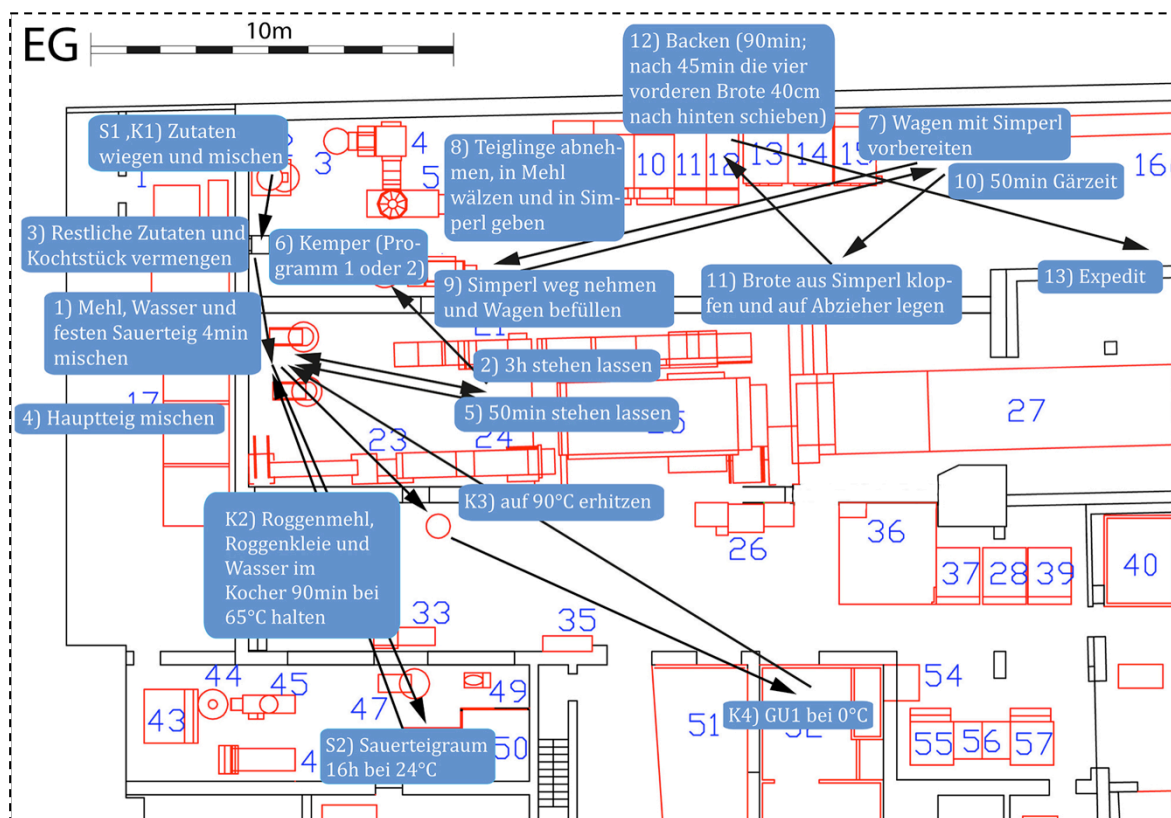 EG
10m
12) Backen (90min;
nach 45min die vier
vorderen Brote 40cm
nach hinten schieben)
S1 ,K1) Zutaten
wiegen und mischen
3
4
5
8) Teiglinge abneh-
men, in Mehl
wälzen und in Sim-
perl geben
10
11
12
13
14
15
7) Wagen mit Simperl
vorbereiten
16
1
10) 50min Gärzeit
3) Restliche Zutaten und
Kochtstück vermengen
6) Kemper (Pro-
gramm 1 oder 2)
9) Simperl weg nehmen
und Wagen befüllen
11) Brote aus Simperl klop-
fen und auf Abzieher legen
13) Expedit
1) Mehl, Wasser und
festen Sauerteig 4min
mischen
21
2) 3h stehen lassen
17
4) Hauptteig mischen
5) 50min stehen lassen
27
23
24
25
K3) auf 90°C erhitzen
K2) Roggenmehl,
Roggenkleie und
Wasser im
Kocher 90min bei
65°C halten
26
36
37
28
39
40
33
35
44
45
43
47
49
54
51
K4) GU1 bei 0°C
52
S2) Sauerteigraum
16h bei 24°C
50
4
55
56
57